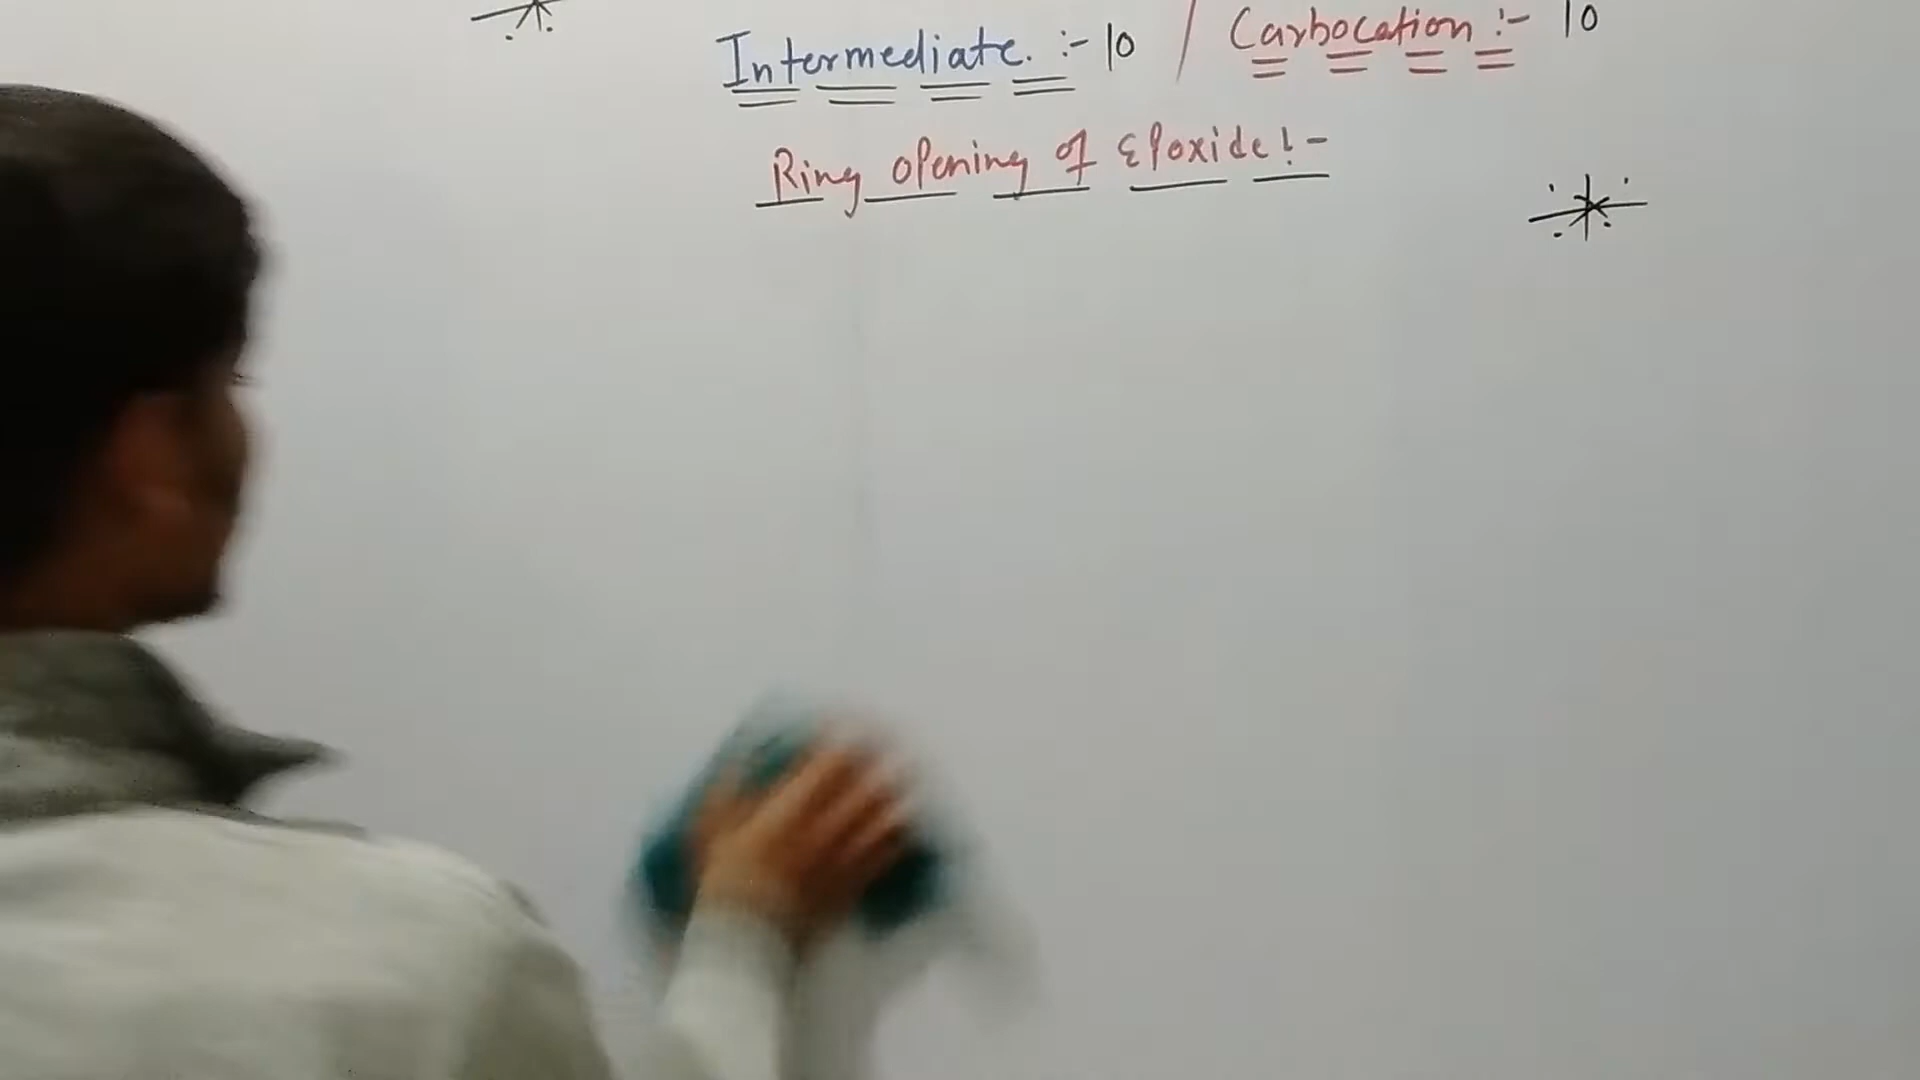 Intermediate. :- 10 / Carbocation :- 10
Ring opening of Epoxide :-